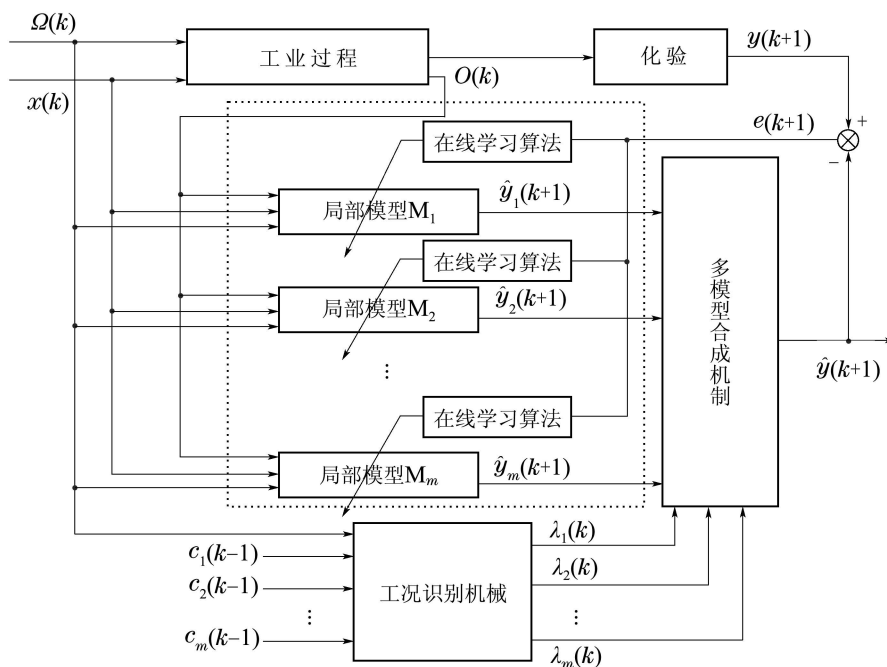 Ω(k)
x(k)
工业过程
O(k)
化验
y(k+1)
+
−
e(k+1)
在线学习算法
局部模型M₁
ŷ₁(k+1)
在线学习算法
局部模型M₂
ŷ₂(k+1)
⋮
在线学习算法
局部模型Mₘ
ŷₘ(k+1)
多模型合成机制
ŷ(k+1)
c₁(k−1)
c₂(k−1)
⋮
cₘ(k−1)
工况识别机械
λ₁(k)
λ₂(k)
⋮
λₘ(k)